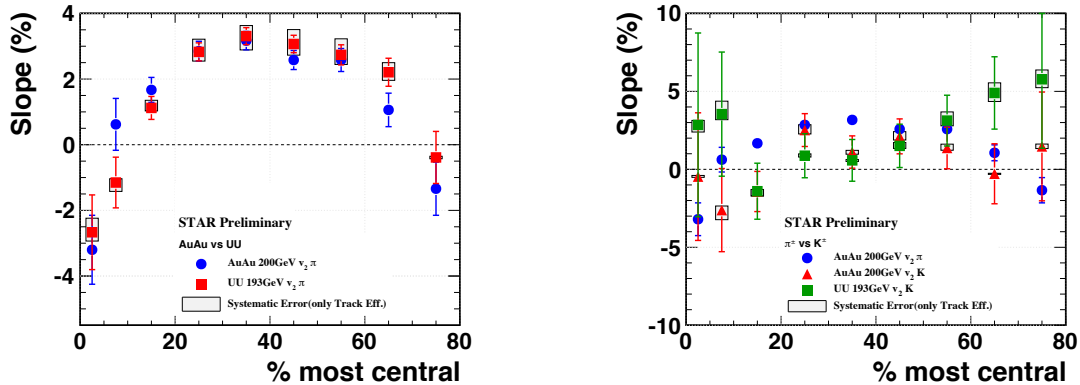 Slope (%)
4
2
0
-2
-4
0 20 40 60 80
% most central
STAR Preliminary
AuAu vs UU
AuAu 200GeV v₂ π
UU 193GeV v₂ π
Systematic Error(only Track Eff.)
Slope (%)
10
5
0
-5
-10
0 20 40 60 80
% most central
STAR Preliminary
π± vs K±
AuAu 200GeV v₂ π
AuAu 200GeV v₂ K
UU 193GeV v₂ K
Systematic Error(only Track Eff.)